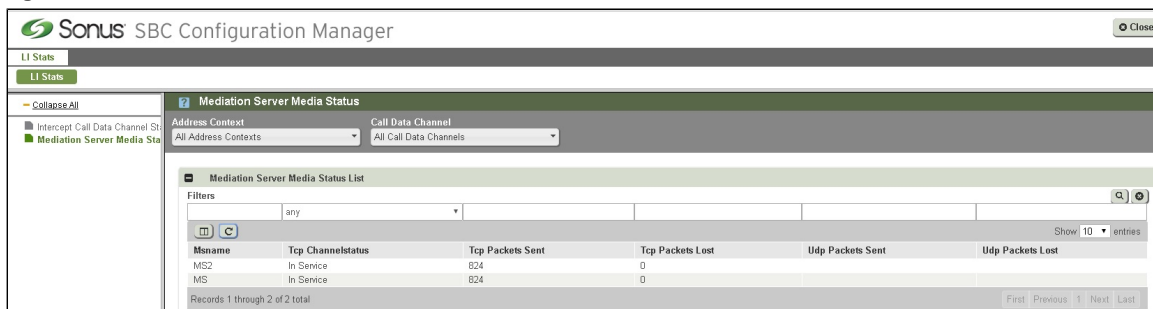 Sonus SBC Configuration Manager
Close
LI Stats
LI Stats
Collapse All
Intercept Call Data Channel Sta
Mediation Server Media Sta
Mediation Server Media Status
Address Context
All Address Contexts
Call Data Channel
All Call Data Channels
Mediation Server Media Status List
Filters
any
Show 10 entries
Msname Tcp Channelstatus Tcp Packets Sent Tcp Packets Lost Udp Packets Sent Udp Packets Lost
MS2 In Service 824 0
MS In Service 824 0
Records 1 through 2 of 2 total
First Previous 1 Next Last